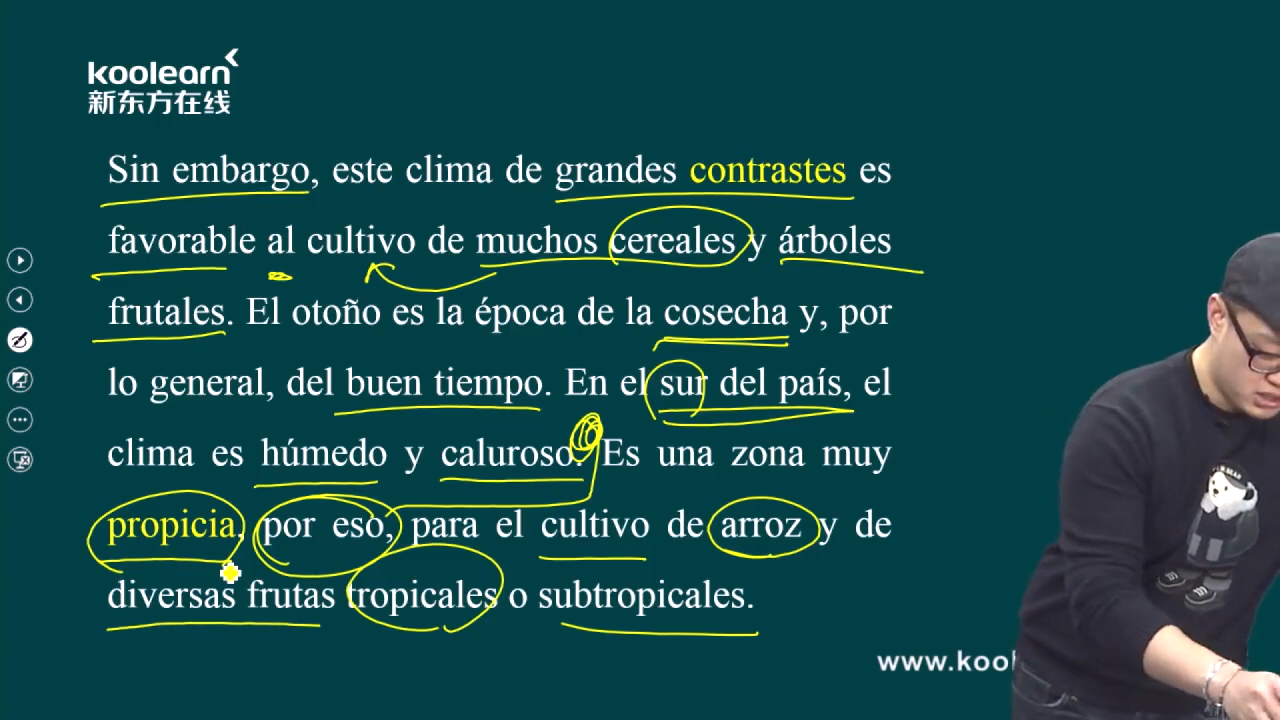 koolearn
新东方在线
Sin embargo, este clima de grandes contrastes es
favorable al cultivo de muchos cereales y árboles
frutales. El otoño es la época de la cosecha y, por
lo general, del buen tiempo. En el sur del país, el
clima es húmedo y caluroso. Es una zona muy
propicia, por eso, para el cultivo de arroz y de
diversas frutas tropicales o subtropicales.
www.kool